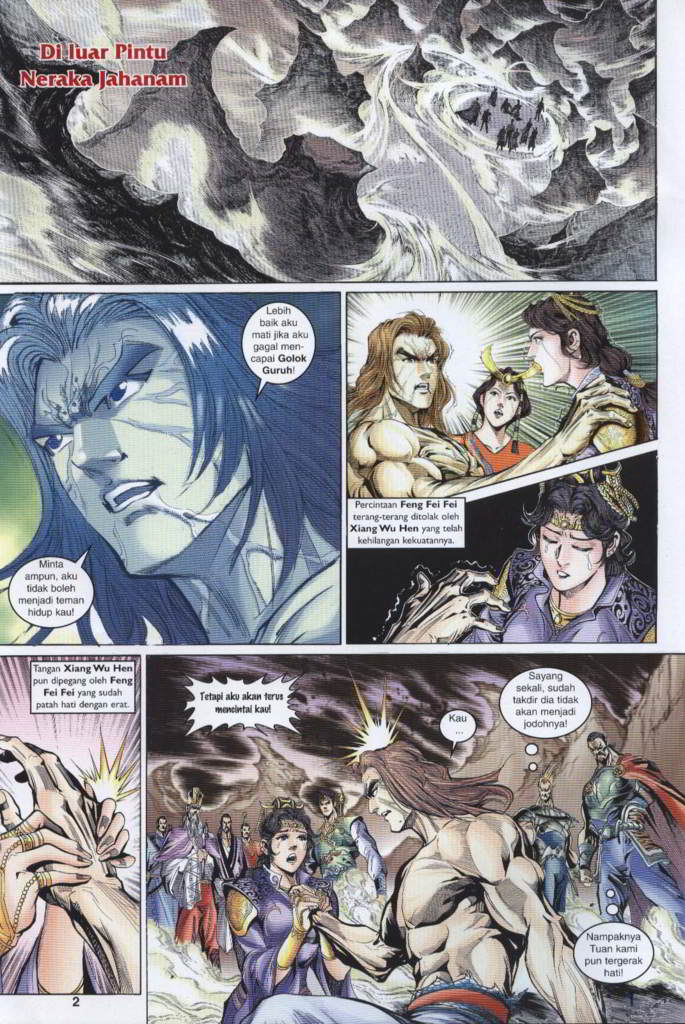 Di luar Pintu
Neraka Jahanam
Lebih
baik aku
mati jika aku
gagal men-
capai Golok
Guruh!
Minta
ampun, aku
tidak boleh
menjadi teman
hidup kau!
Percintaan Feng Fei Fei
terang-terang ditolak oleh
Xiang Wu Hen yang telah
kehilangan kekuatannya.
Tangan Xiang Wu Hen
pun dipegang oleh Feng
Fei Fei yang sudah
patah hati dengan erat.
Tetapi aku akan terus
mencintai kau!
Kau
...
Sayang
sekali, sudah
takdir dia tidak
akan menjadi
jodohnya!
Nampaknya
Tuan kami
pun tergerak
hati!
2